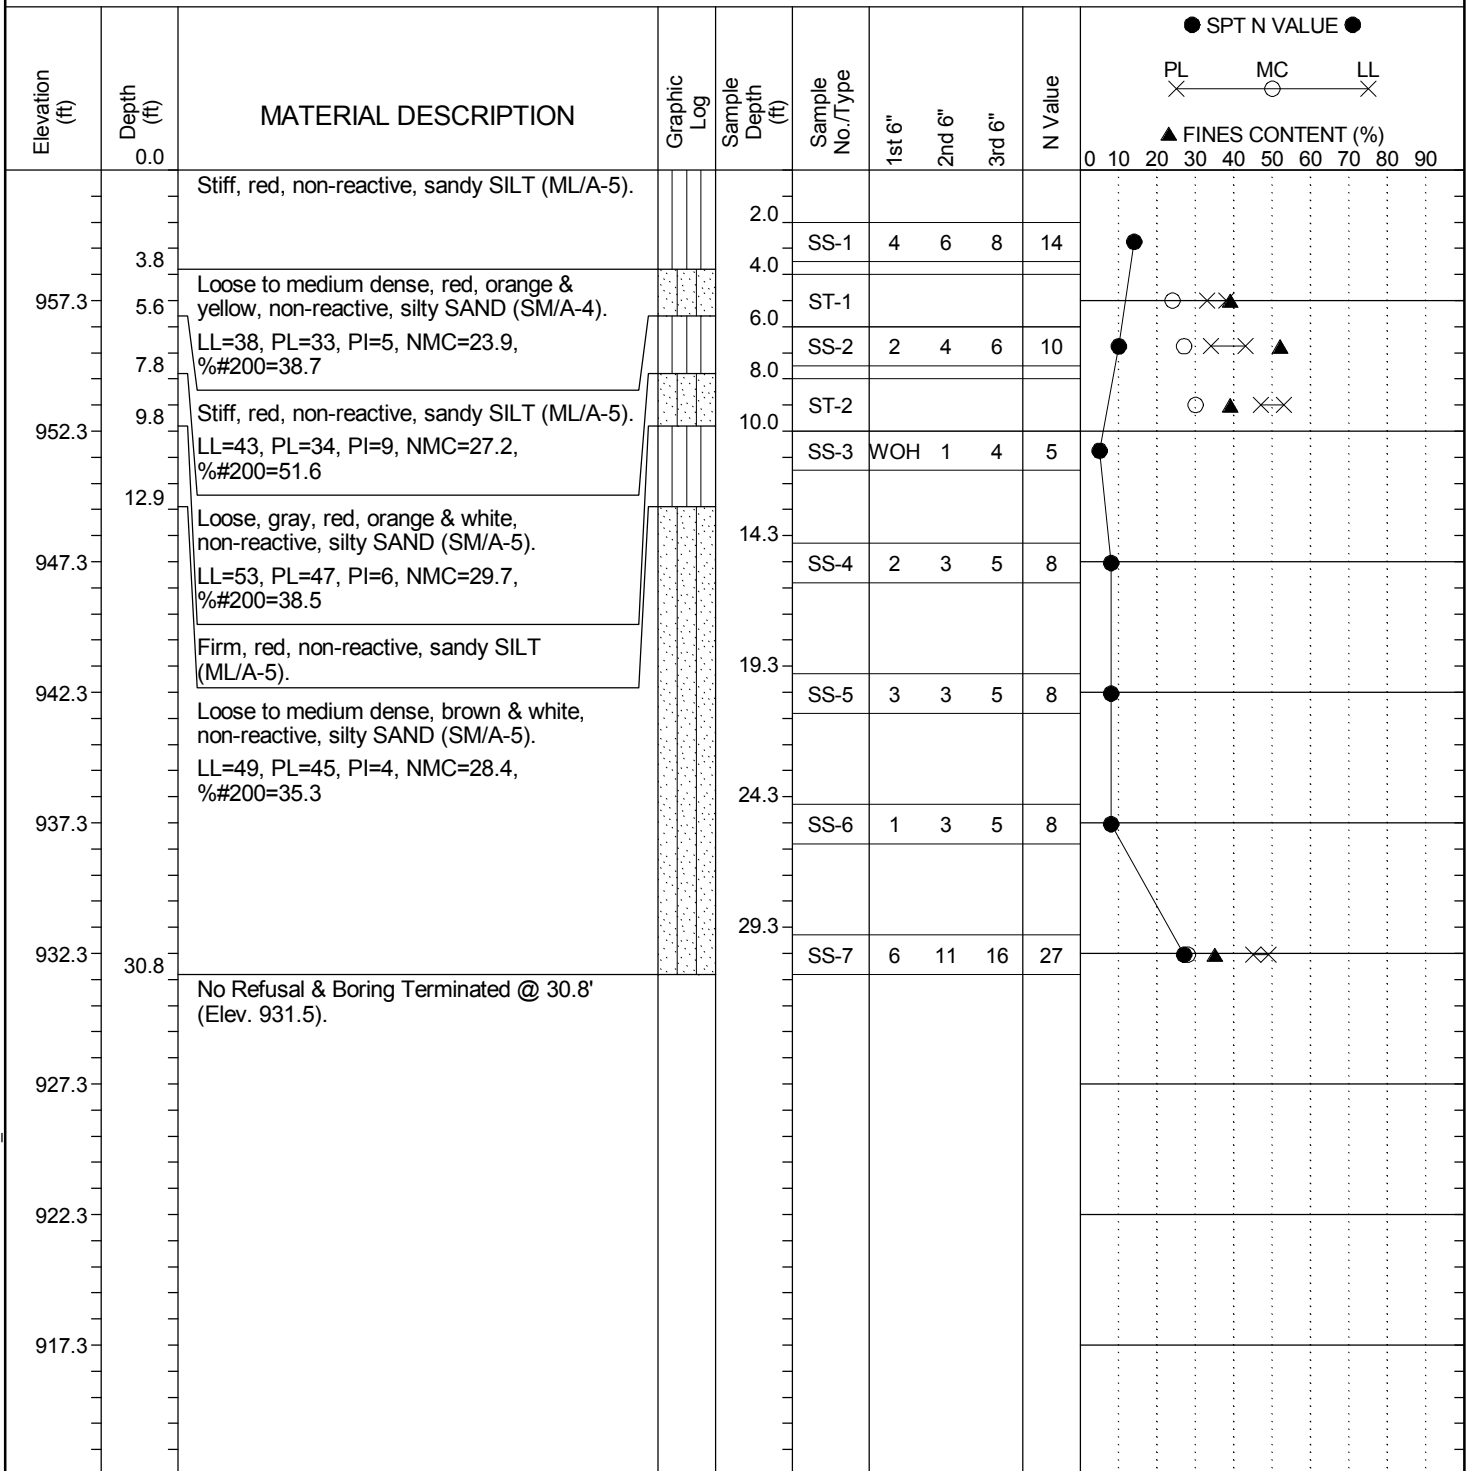 Elevation (ft)
Depth (ft)
0.0
MATERIAL DESCRIPTION
Graphic Log
Sample Depth (ft)
Sample No./Type
1st 6"
2nd 6"
3rd 6"
N Value
SPT N VALUE
PL MC LL
FINES CONTENT (%)
0 10 20 30 40 50 60 70 80 90
Stiff, red, non-reactive, sandy SILT (ML/A-5).
2.0
SS-1 4 6 8 14
3.8
4.0
Loose to medium dense, red, orange &
yellow, non-reactive, silty SAND (SM/A-4).
957.3
5.6
ST-1
6.0
LL=38, PL=33, PI=5, NMC=23.9,
%#200=38.7
SS-2 2 4 6 10
7.8
8.0
Stiff, red, non-reactive, sandy SILT (ML/A-5).
ST-2
9.8
10.0
952.3
LL=43, PL=34, PI=9, NMC=27.2,
%#200=51.6
SS-3 WOH 1 4 5
12.9
Loose, gray, red, orange & white,
non-reactive, silty SAND (SM/A-5).
14.3
947.3
LL=53, PL=47, PI=6, NMC=29.7,
%#200=38.5
SS-4 2 3 5 8
Firm, red, non-reactive, sandy SILT
(ML/A-5).
19.3
942.3
SS-5 3 3 5 8
Loose to medium dense, brown & white,
non-reactive, silty SAND (SM/A-5).
LL=49, PL=45, PI=4, NMC=28.4,
%#200=35.3
24.3
937.3
SS-6 1 3 5 8
29.3
932.3
SS-7 6 11 16 27
30.8
No Refusal & Boring Terminated @ 30.8'
(Elev. 931.5).
927.3
922.3
917.3